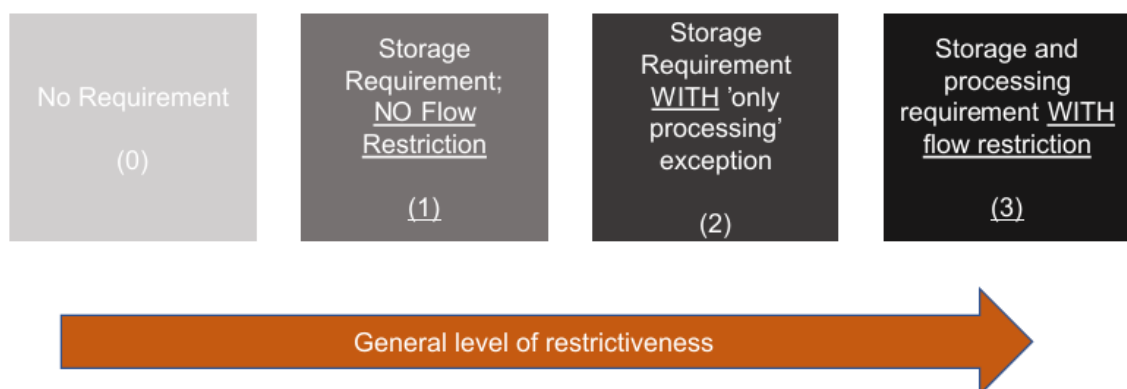 No Requirement
(0)
Storage
Requirement;
NO Flow
Restriction
(1)
Storage
Requirement
WITH ’only
processing’
exception
(2)
Storage and
processing
requirement WITH
flow restriction
(3)
General level of restrictiveness